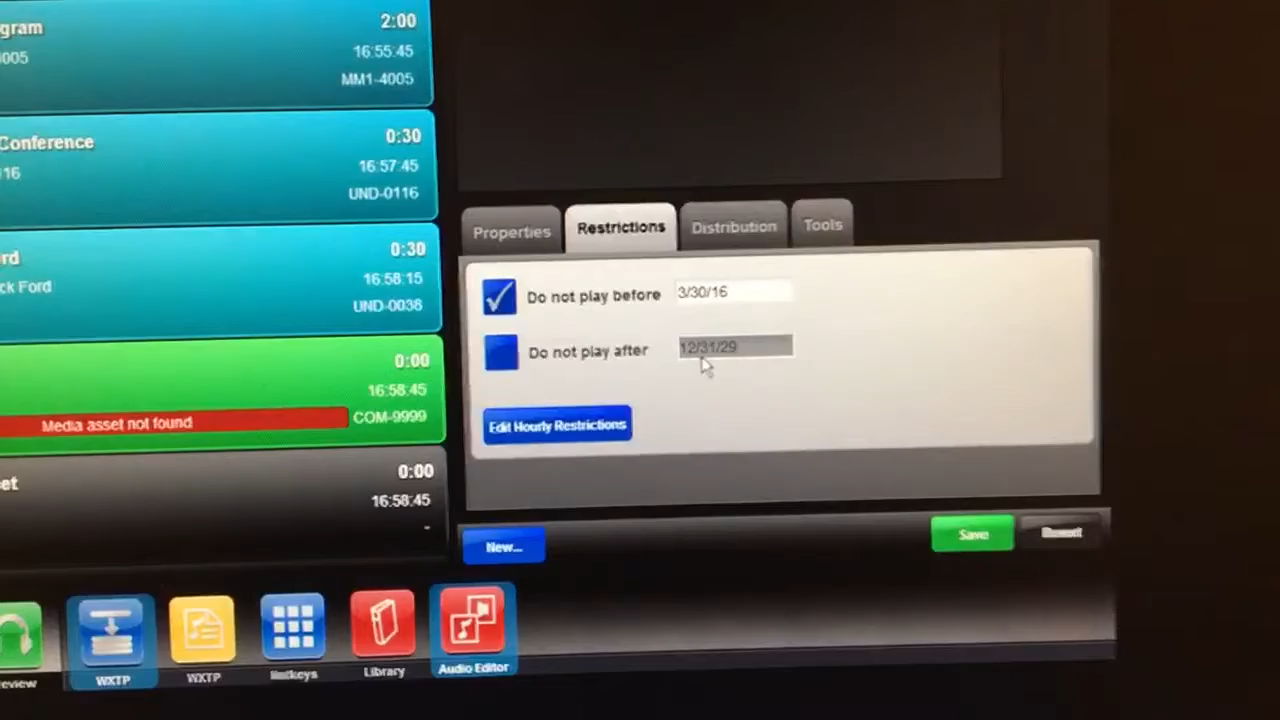 gram
2:00
4005
16:55:45
MM1-4005
Conference
0:30
16
16:57:45
UND-0116
rd
0:30
ck Ford
16:58:15
UND-0038
0:00
16:58:45
Media asset not found
COM-9999
et
0:00
16:58:45
-
Properties
Restrictions
Distribution
Tools
Do not play before
3/30/16
Do not play after
12/31/29
Edit Hourly Restrictions
New...
Save
eview
WXTP
WXTP
Hotkeys
Library
Audio Editor